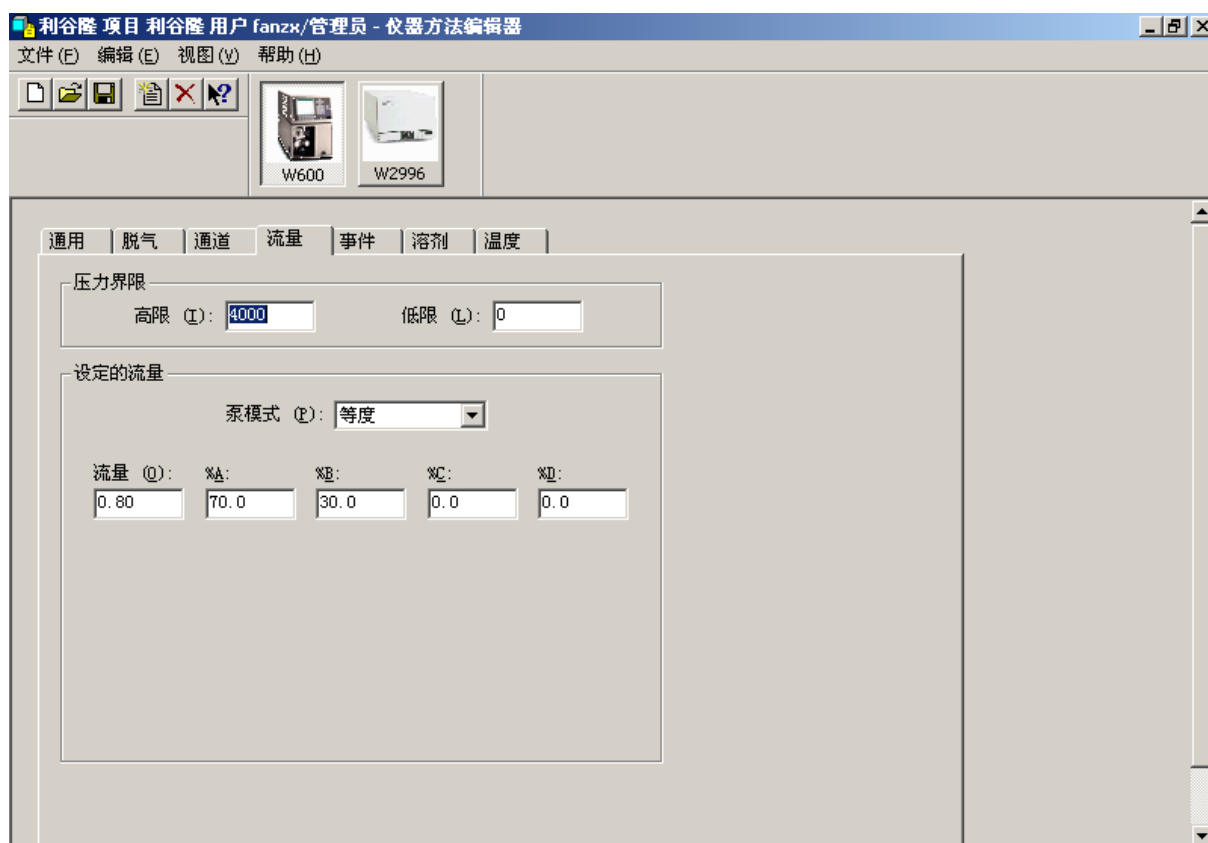 利谷隆 项目 利谷隆 用户 fanzx/管理员 - 仪器方法编辑器
文件(F) 编辑(E) 视图(V) 帮助(H)
W600 W2996
通用 脱气 通道 流量 事件 溶剂 温度
压力界限
高限 (I): 4000 低限 (L): 0
设定的流量
泵模式 (P): 等度
流量 (O): %A: %B: %C: %D:
0.80 70.0 30.0 0.0 0.0